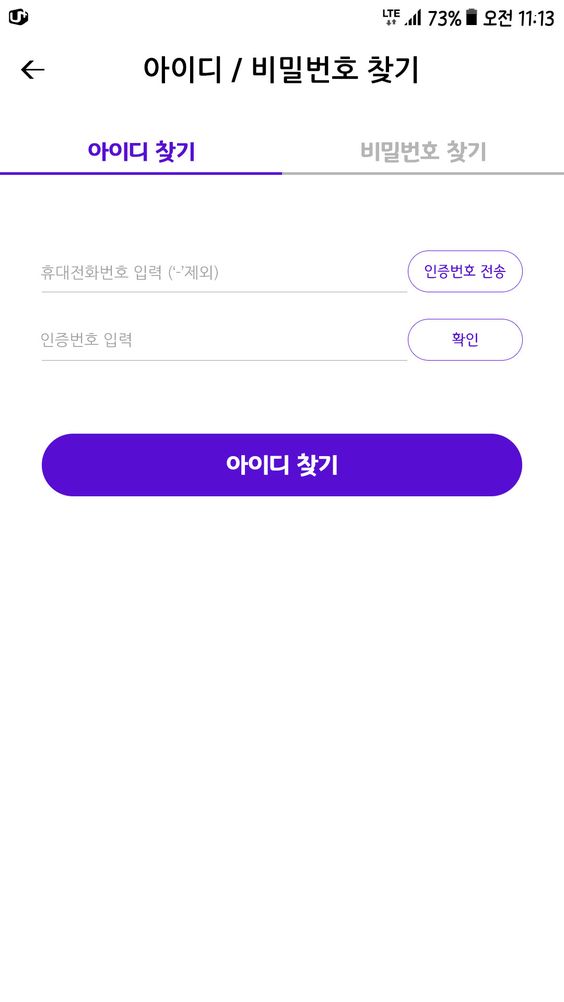 U+ LTE 73% 오전 11:13
아이디 / 비밀번호 찾기
아이디 찾기 비밀번호 찾기
휴대전화번호 입력 (‘-’제외) 인증번호 전송
인증번호 입력 확인
아이디 찾기